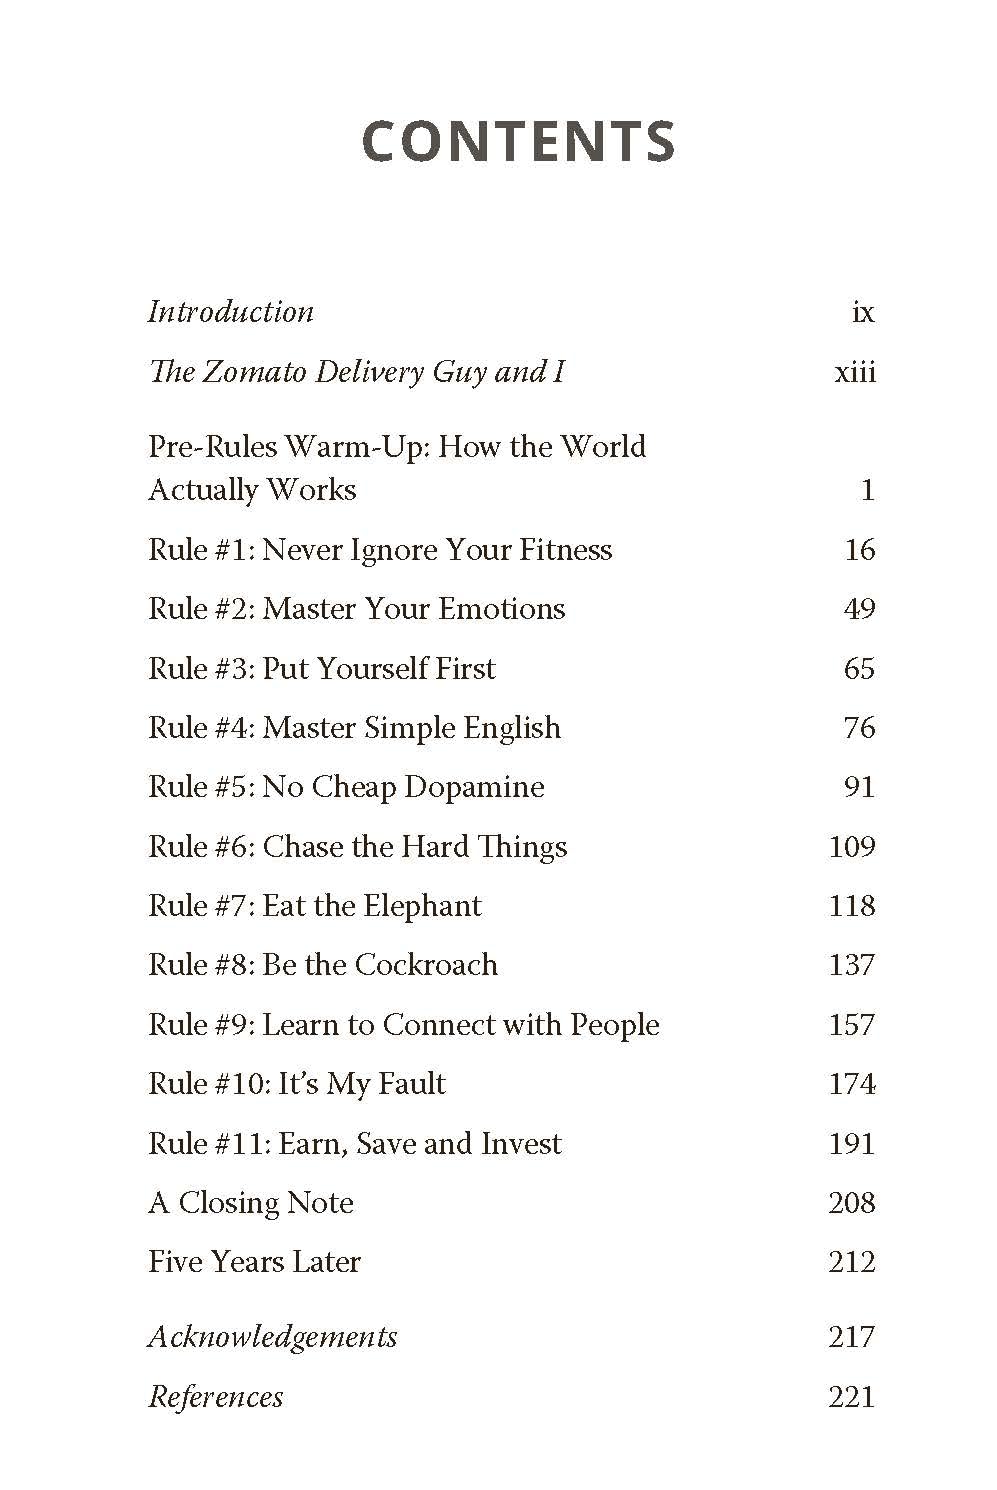 CONTENTS
Introduction ix
The Zomato Delivery Guy and I xiii
Pre-Rules Warm-Up: How the World
Actually Works 1
Rule #1: Never Ignore Your Fitness 16
Rule #2: Master Your Emotions 49
Rule #3: Put Yourself First 65
Rule #4: Master Simple English 76
Rule #5: No Cheap Dopamine 91
Rule #6: Chase the Hard Things 109
Rule #7: Eat the Elephant 118
Rule #8: Be the Cockroach 137
Rule #9: Learn to Connect with People 157
Rule #10: It’s My Fault 174
Rule #11: Earn, Save and Invest 191
A Closing Note 208
Five Years Later 212
Acknowledgements 217
References 221